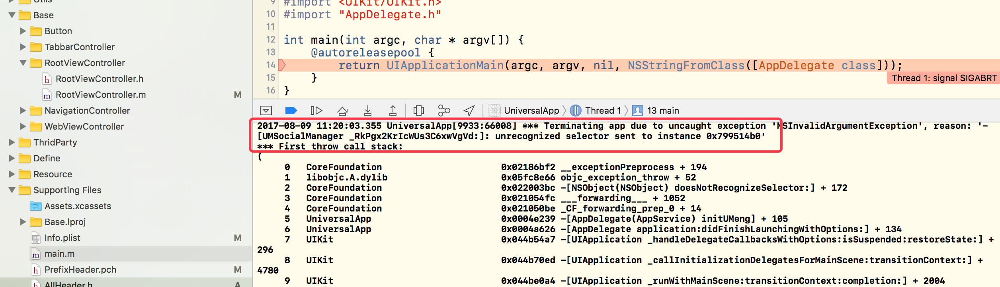 Utils
Base
Button
TabbarController
RootViewController
h RootViewController.h
m RootViewController.m M
NavigationController
WebViewController
ThridParty
Define
Resource
Supporting Files
Assets.xcassets
Base.lproj
Info.plist M
m main.m
h PrefixHeader.pch M
h AllHeader.h A
9 #import <UIKit/UIKit.h>
10 #import "AppDelegate.h"
11
12 int main(int argc, char * argv[]) {
13 @autoreleasepool {
14 return UIApplicationMain(argc, argv, nil, NSStringFromClass([AppDelegate class]));
Thread 1: signal SIGABRT
15 }
16 }
UniversalApp Thread 1 13 main
2017-08-09 11:20:03.355 UniversalApp[9933:66008] *** Terminating app due to uncaught exception 'NSInvalidArgumentException', reason: '-
[UMSocialManager _RkPgx2KrIcWUs3C6xwVgVd:]: unrecognized selector sent to instance 0x799514b0'
*** First throw call stack:
(
0 CoreFoundation 0x02186bf2 __exceptionPreprocess + 194
1 libobjc.A.dylib 0x05fc8e66 objc_exception_throw + 52
2 CoreFoundation 0x022003bc -[NSObject(NSObject) doesNotRecognizeSelector:] + 172
3 CoreFoundation 0x021054fc ___forwarding___ + 1052
4 CoreFoundation 0x021050be _CF_forwarding_prep_0 + 14
5 UniversalApp 0x0004e239 -[AppDelegate(AppService) initUMeng] + 105
6 UniversalApp 0x0004a626 -[AppDelegate application:didFinishLaunchingWithOptions:] + 134
7 UIKit 0x044b54a7 -[UIApplication _handleDelegateCallbacksWithOptions:isSuspended:restoreState:] +
296
8 UIKit 0x044b70ed -[UIApplication _callInitializationDelegatesForMainScene:transitionContext:] +
4780
9 UIKit 0x044be0a4 -[UIApplication _runWithMainScene:transitionContext:completion:] + 2004